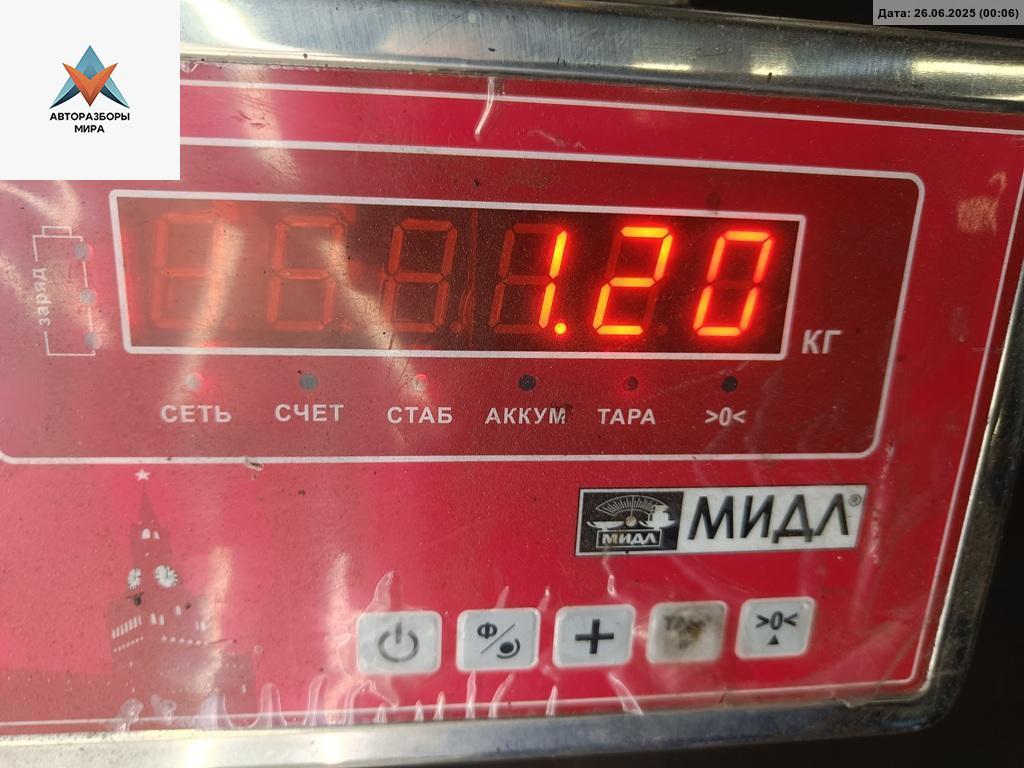 Дата: 26.06.2025 (00:06)
АВТОРАЗБОРЫ
МИРА
заряд
1.20
КГ
СЕТЬ СЧЕТ СТАБ АККУМ ТАРА >0<
МИДЛ МИДЛ®
Ф
+
>0<